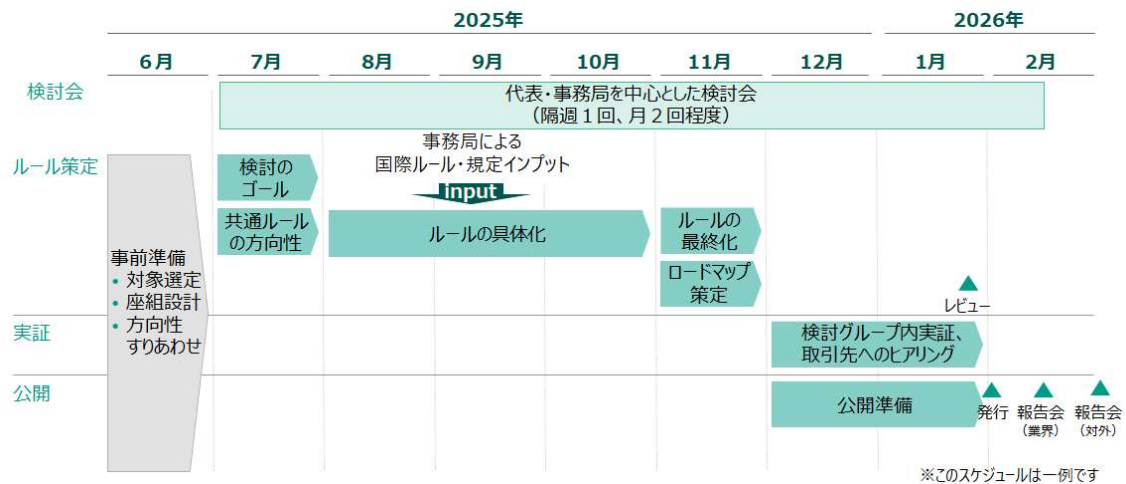 2025年
2026年
6月
7月
8月
9月
10月
11月
12月
1月
2月
検討会
代表・事務局を中心とした検討会
（隔週１回、月２回程度）
ルール策定
事務局による
国際ルール・規定インプット
input
検討の
ゴール
共通ルール
の方向性
ルールの具体化
ルールの
最終化
ロードマップ
策定
事前準備
• 対象選定
• 座組設計
• 方向性
すりあわせ
レビュー
実証
検討グループ内実証、
取引先へのヒアリング
公開
公開準備
発行
報告会
（業界）
報告会
（対外）
※このスケジュールは一例です